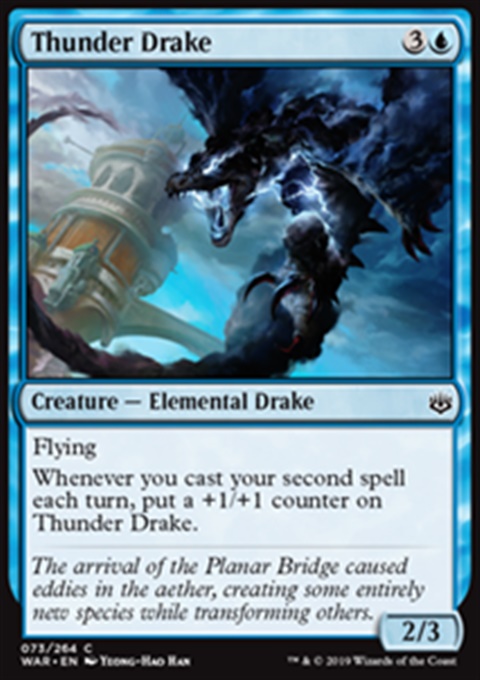 Thunder Drake 3
Creature — Elemental Drake
Flying
Whenever you cast your second spell
each turn, put a +1/+1 counter on
Thunder Drake.
The arrival of the Planar Bridge caused
eddies in the aether, creating some entirely
new species while transforming others.
2/3
073/264 C
WAR • EN Yeong-Hao Han ™ & © 2019 Wizards of the Coast